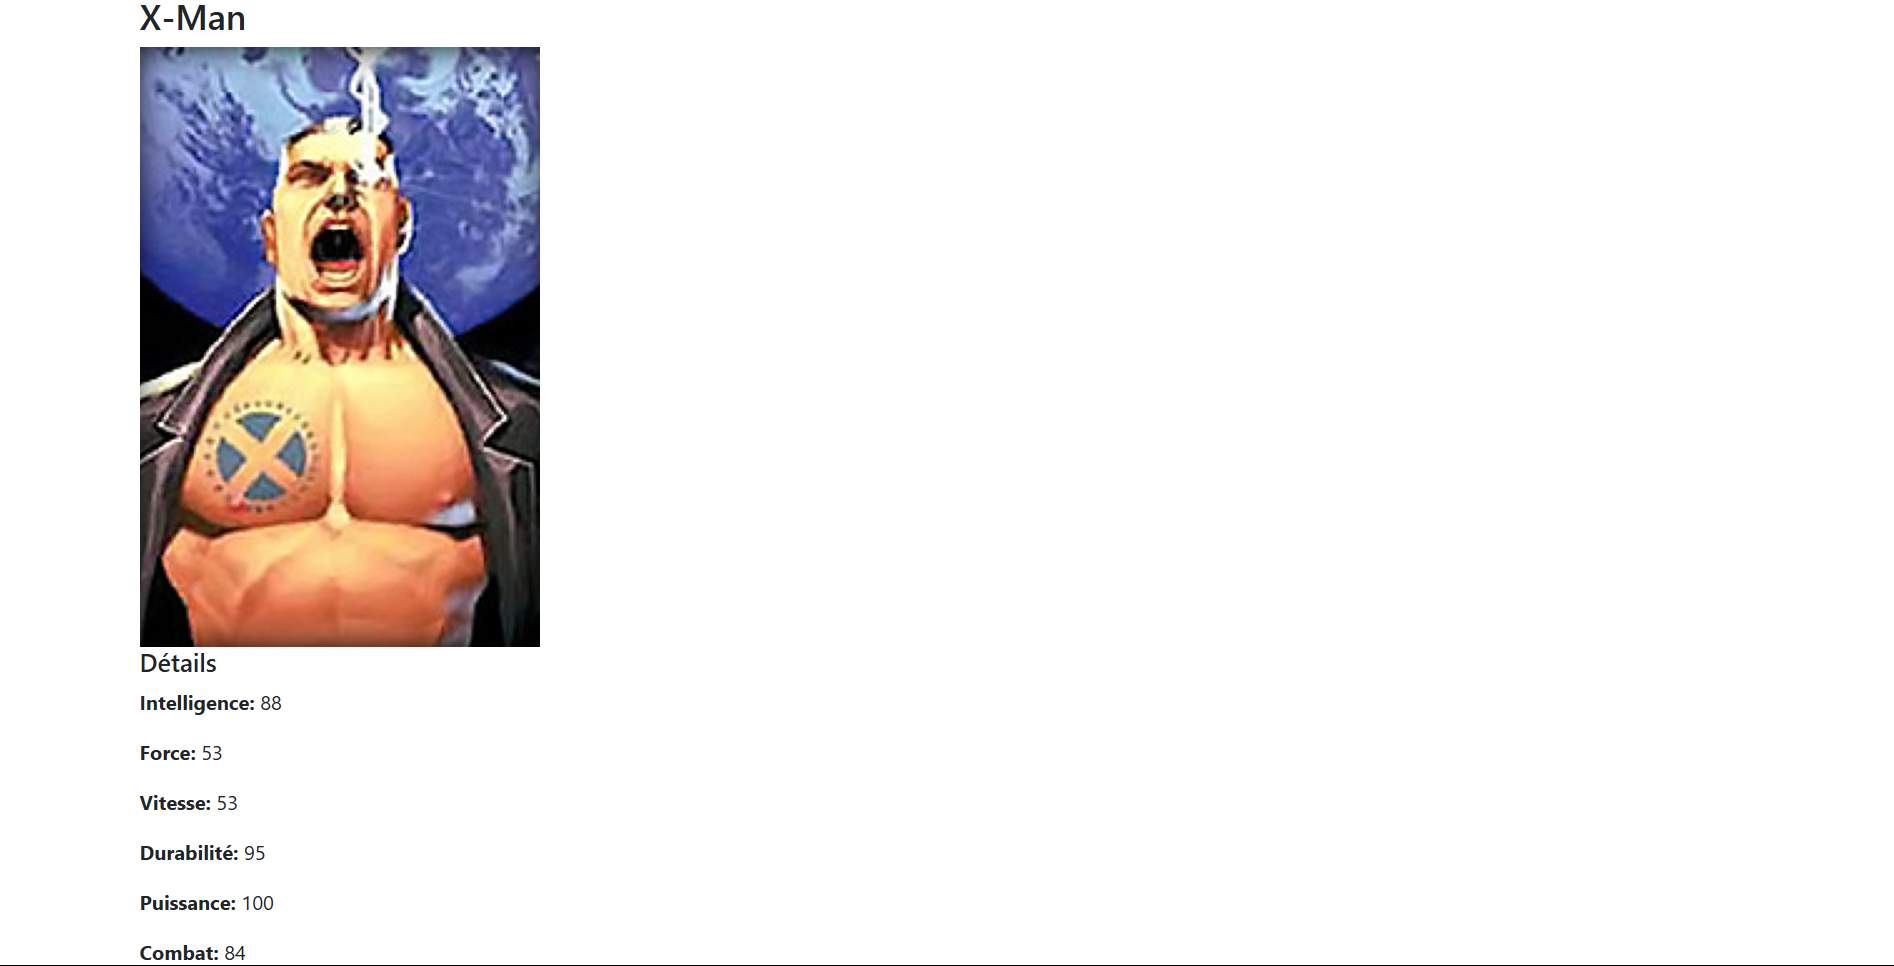 X-Man
Détails
Intelligence: 88
Force: 53
Vitesse: 53
Durabilité: 95
Puissance: 100
Combat: 84